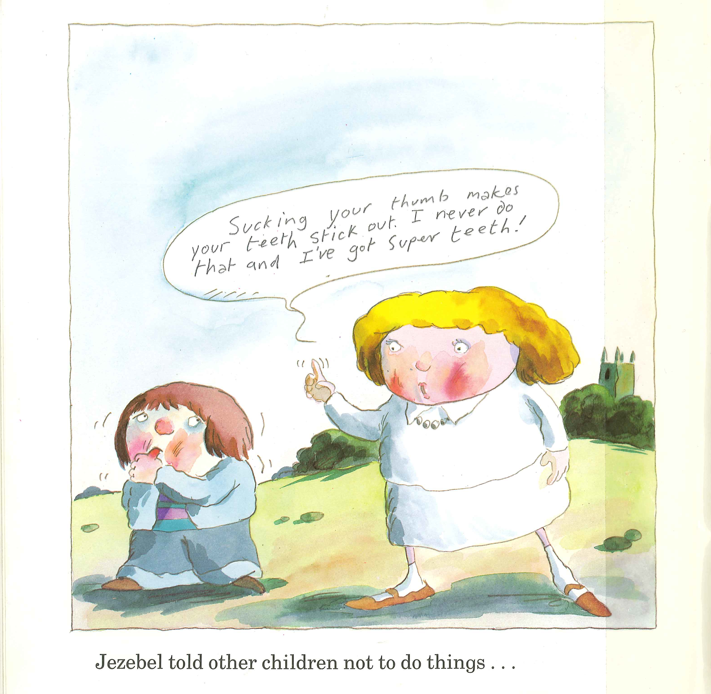 Sucking your thumb makes
your teeth stick out. I never do
that and I've got super teeth!
Jezebel told other children not to do things . . .